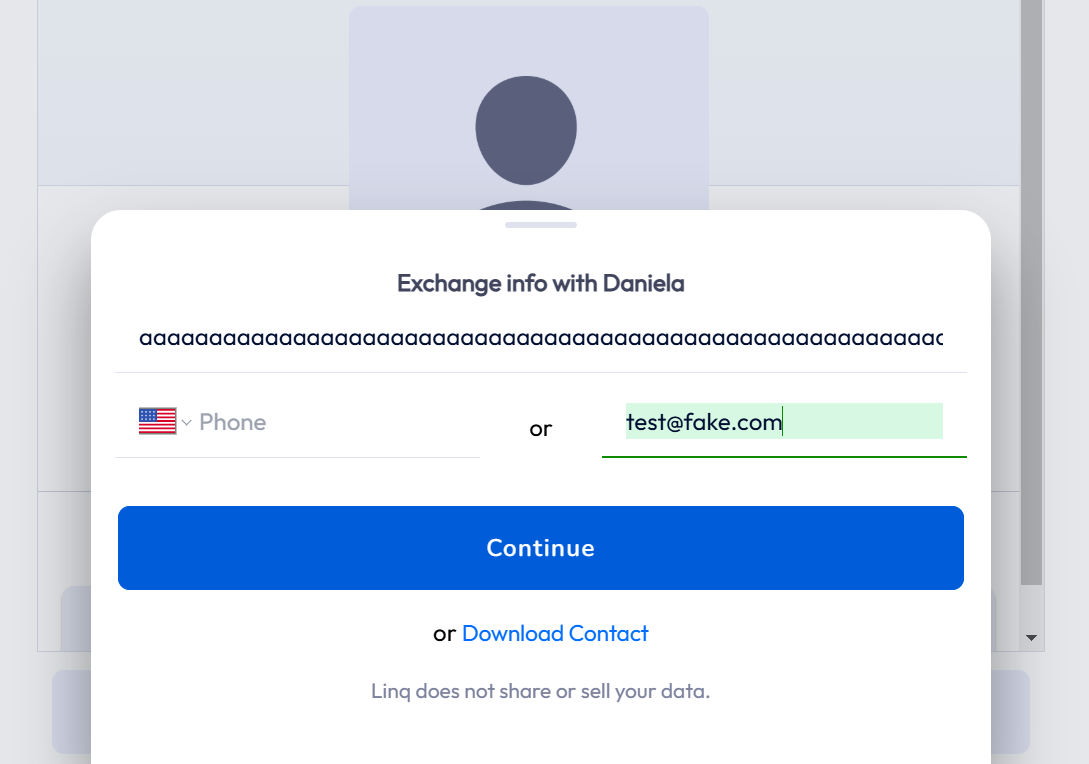 Exchange info with Daniela
aaaaaaaaaaaaaaaaaaaaaaaaaaaaaaaaaaaaaaaaaaaaaaaaaaaaaaaaaa
Phone or test@fake.com
Continue
or Download Contact
Linq does not share or sell your data.